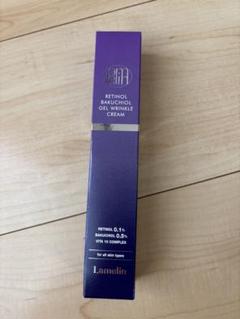 RETINOL
BAKUCHIOL
GEL WRINKLE
CREAM
RETINOL 0.1%
BAKUCHIOL 0.5%
VITA 10 COMPLEX
for all skin types
Lamelin